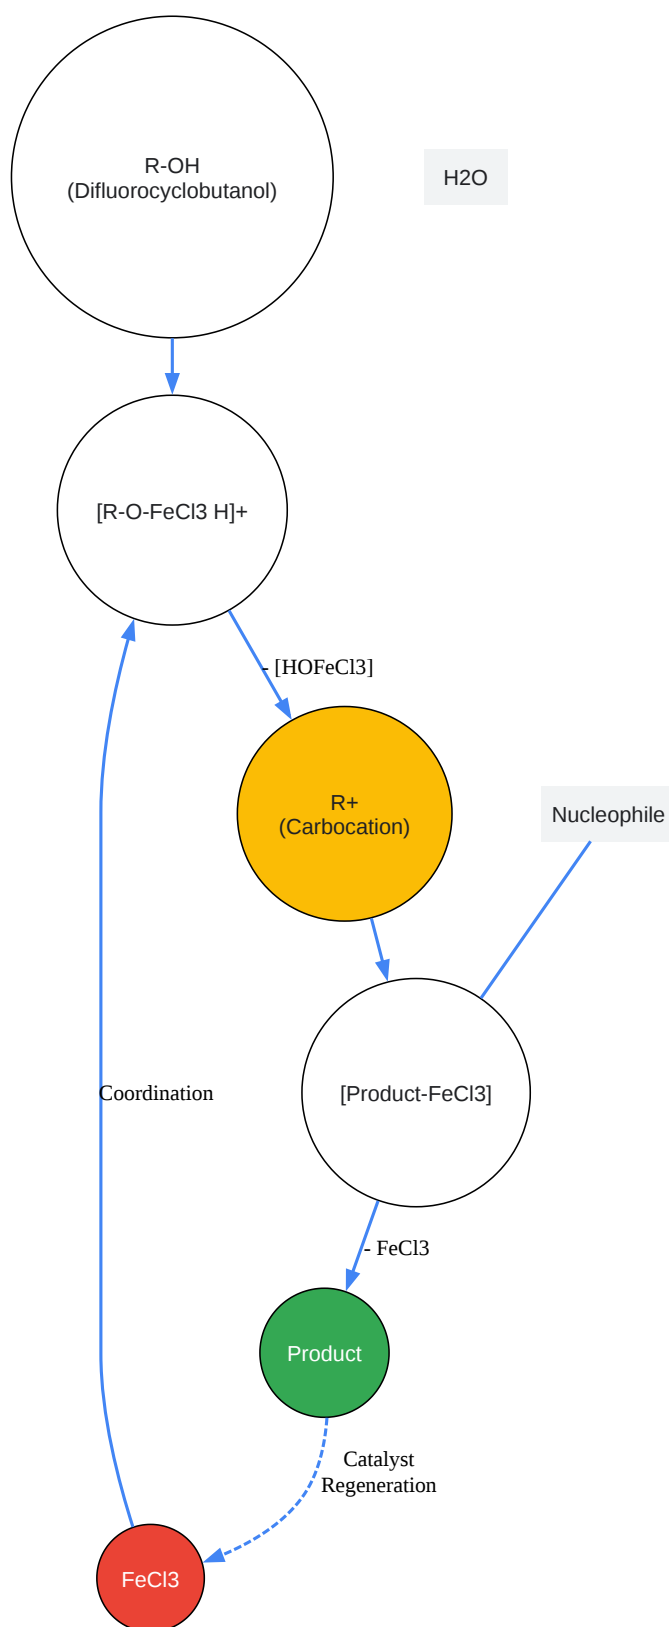 R-OH
(Difluorocyclobutanol)
H2O
[R-O-FeCl3 H]+
- [HOFeCl3]
R+
(Carbocation)
Nucleophile
Coordination
[Product-FeCl3]
- FeCl3
Product
Catalyst
Regeneration
FeCl3